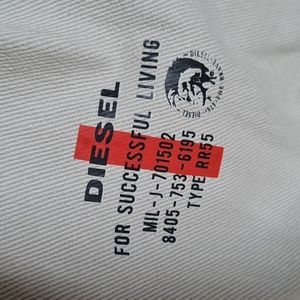 DIESEL
FOR SUCCESSFUL LIVING
MIL-J-701502
8405-753-6195
TYPE RR55